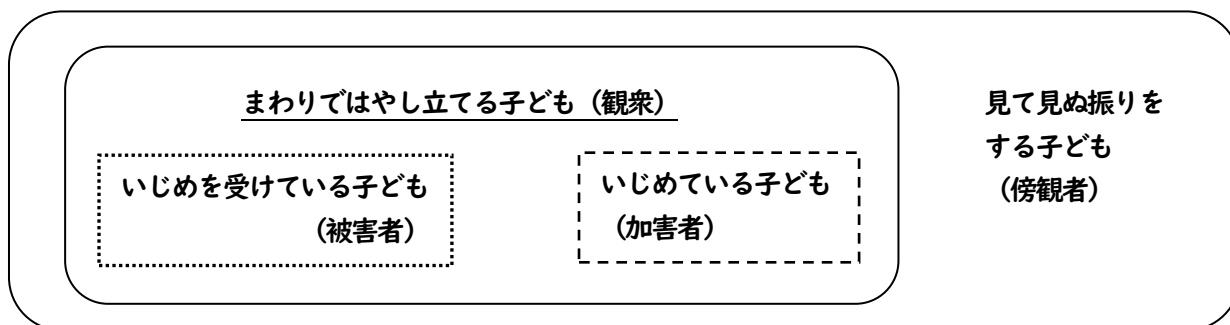 まわりではやし立てる子ども（観衆）
いじめを受けている子ども
（被害者）
いじめている子ども
（加害者）
見て見ぬ振りを
する子ども
（傍観者）